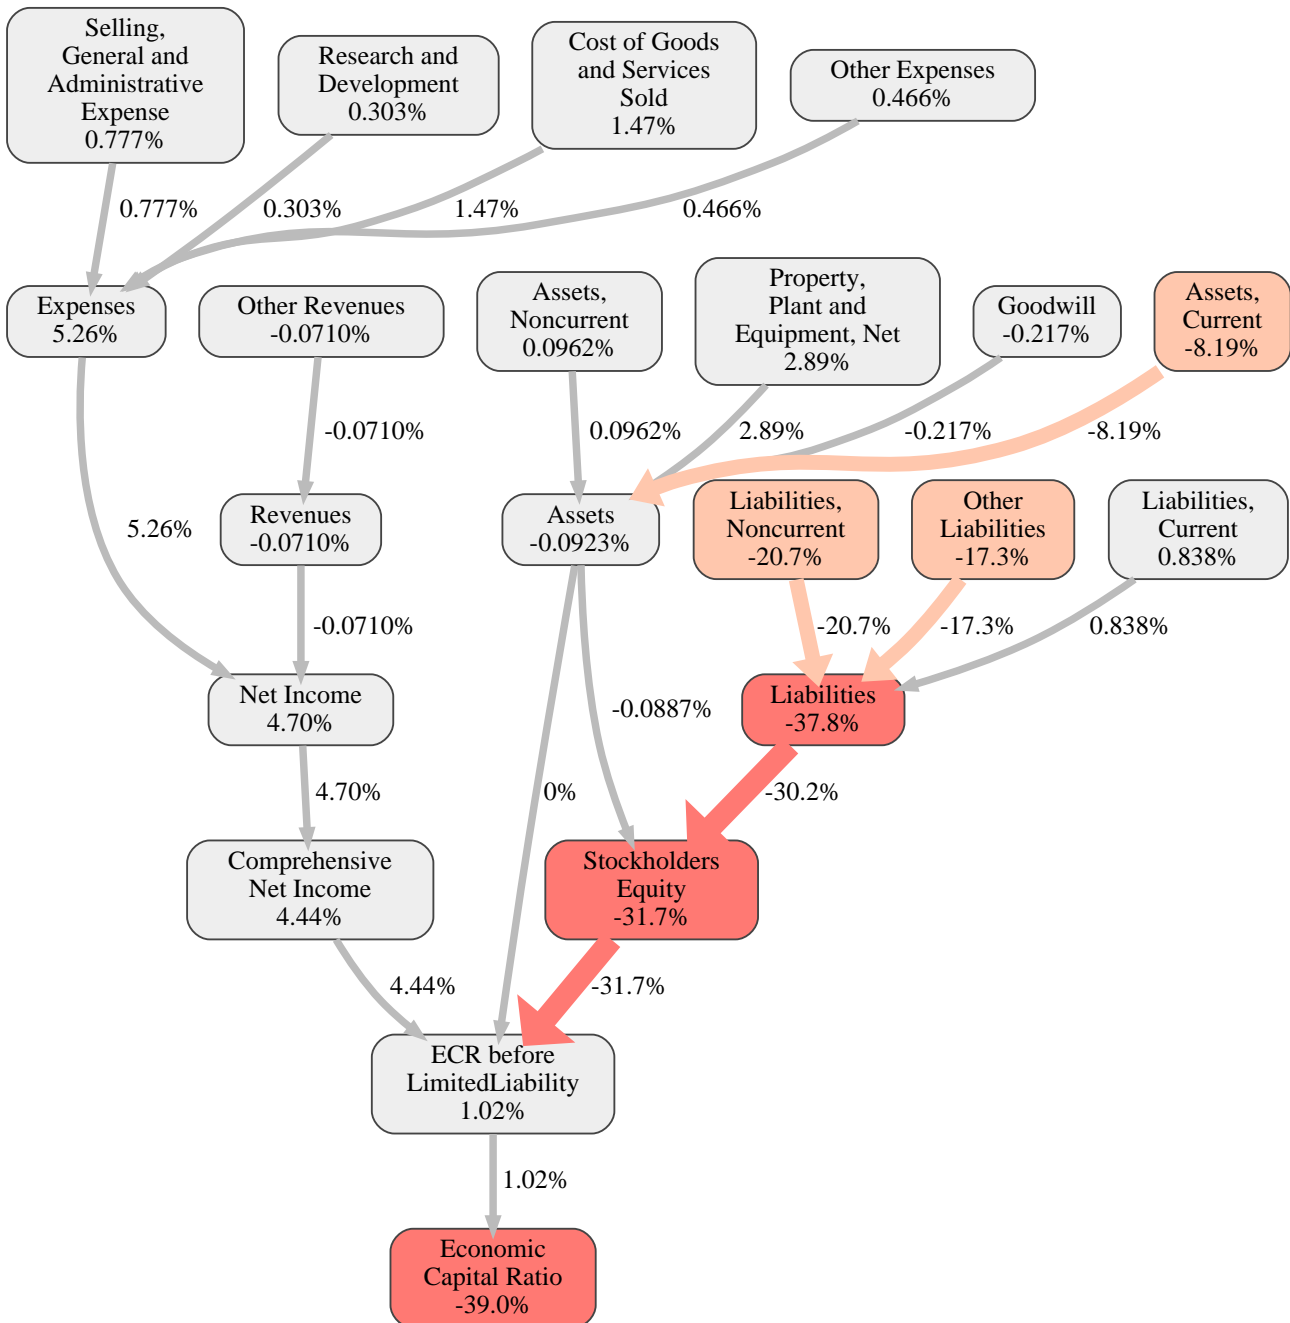 Selling,
General and
Administrative
Expense
0.777%
Research and
Development
0.303%
Cost of Goods
and Services
Sold
1.47%
Other Expenses
0.466%
0.777%
0.303%
1.47%
0.466%
Expenses
5.26%
Other Revenues
-0.0710%
Assets,
Noncurrent
0.0962%
Property,
Plant and
Equipment, Net
2.89%
Goodwill
-0.217%
Assets,
Current
-8.19%
-0.0710%
0.0962%
2.89%
-0.217%
-8.19%
5.26%
Revenues
-0.0710%
Assets
-0.0923%
Liabilities,
Noncurrent
-20.7%
Other
Liabilities
-17.3%
Liabilities,
Current
0.838%
-0.0710%
-20.7%
-17.3%
0.838%
Net Income
4.70%
-0.0887%
Liabilities
-37.8%
4.70%
0%
-30.2%
Comprehensive
Net Income
4.44%
Stockholders
Equity
-31.7%
4.44%
-31.7%
ECR before
LimitedLiability
1.02%
1.02%
Economic
Capital Ratio
-39.0%